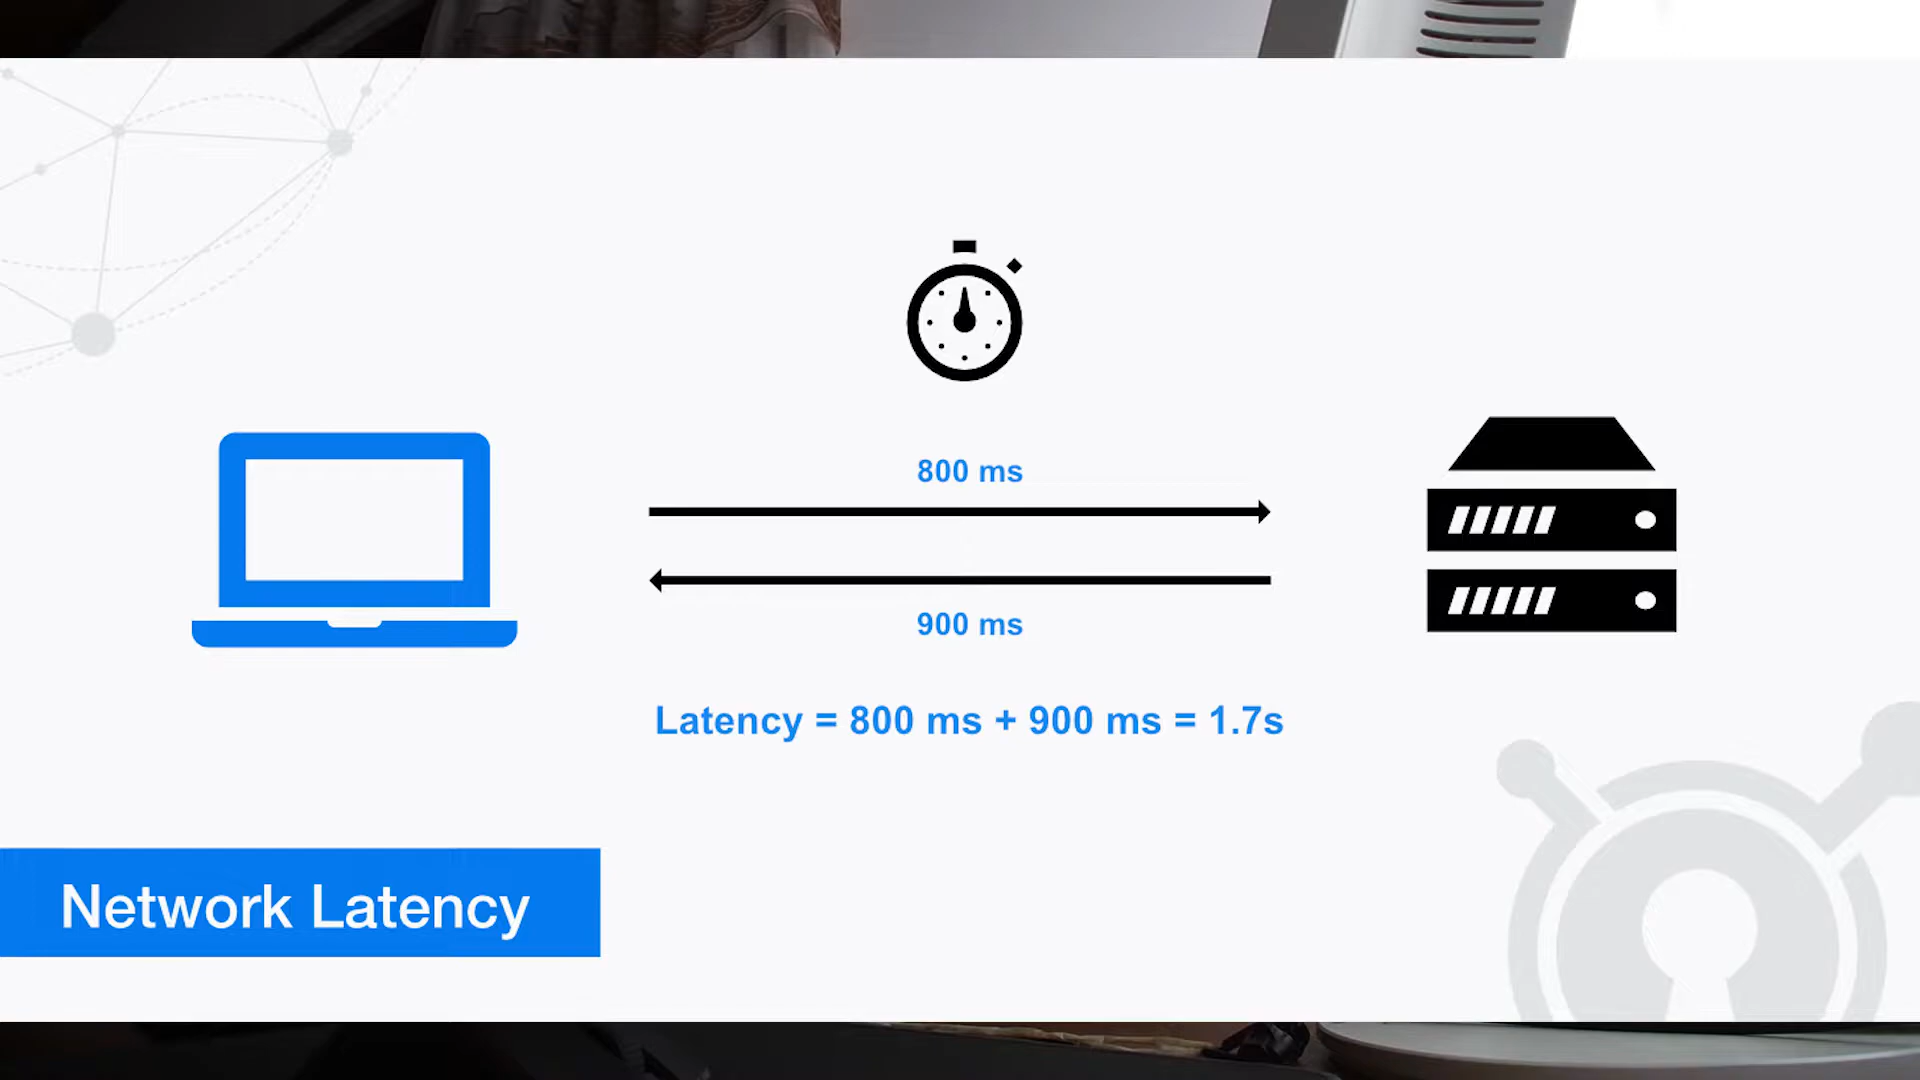 800 ms
900 ms
Latency = 800 ms + 900 ms = 1.7s
Network Latency